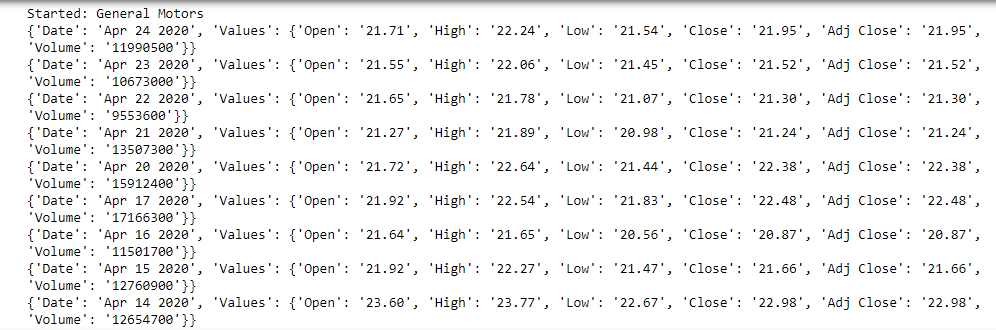 Started: General Motors
{'Date': 'Apr 24 2020', 'Values': {'Open': '21.71', 'High': '22.24', 'Low': '21.54', 'Close': '21.95', 'Adj Close': '21.95',
'Volume': '11990500'}}
{'Date': 'Apr 23 2020', 'Values': {'Open': '21.55', 'High': '22.06', 'Low': '21.45', 'Close': '21.52', 'Adj Close': '21.52',
'Volume': '10673000'}}
{'Date': 'Apr 22 2020', 'Values': {'Open': '21.65', 'High': '21.78', 'Low': '21.07', 'Close': '21.30', 'Adj Close': '21.30',
'Volume': '9553600'}}
{'Date': 'Apr 21 2020', 'Values': {'Open': '21.27', 'High': '21.89', 'Low': '20.98', 'Close': '21.24', 'Adj Close': '21.24',
'Volume': '13507300'}}
{'Date': 'Apr 20 2020', 'Values': {'Open': '21.72', 'High': '22.64', 'Low': '21.44', 'Close': '22.38', 'Adj Close': '22.38',
'Volume': '15912400'}}
{'Date': 'Apr 17 2020', 'Values': {'Open': '21.92', 'High': '22.54', 'Low': '21.83', 'Close': '22.48', 'Adj Close': '22.48',
'Volume': '17166300'}}
{'Date': 'Apr 16 2020', 'Values': {'Open': '21.64', 'High': '21.65', 'Low': '20.56', 'Close': '20.87', 'Adj Close': '20.87',
'Volume': '11501700'}}
{'Date': 'Apr 15 2020', 'Values': {'Open': '21.92', 'High': '22.27', 'Low': '21.47', 'Close': '21.66', 'Adj Close': '21.66',
'Volume': '12760900'}}
{'Date': 'Apr 14 2020', 'Values': {'Open': '23.60', 'High': '23.77', 'Low': '22.67', 'Close': '22.98', 'Adj Close': '22.98',
'Volume': '12654700'}}